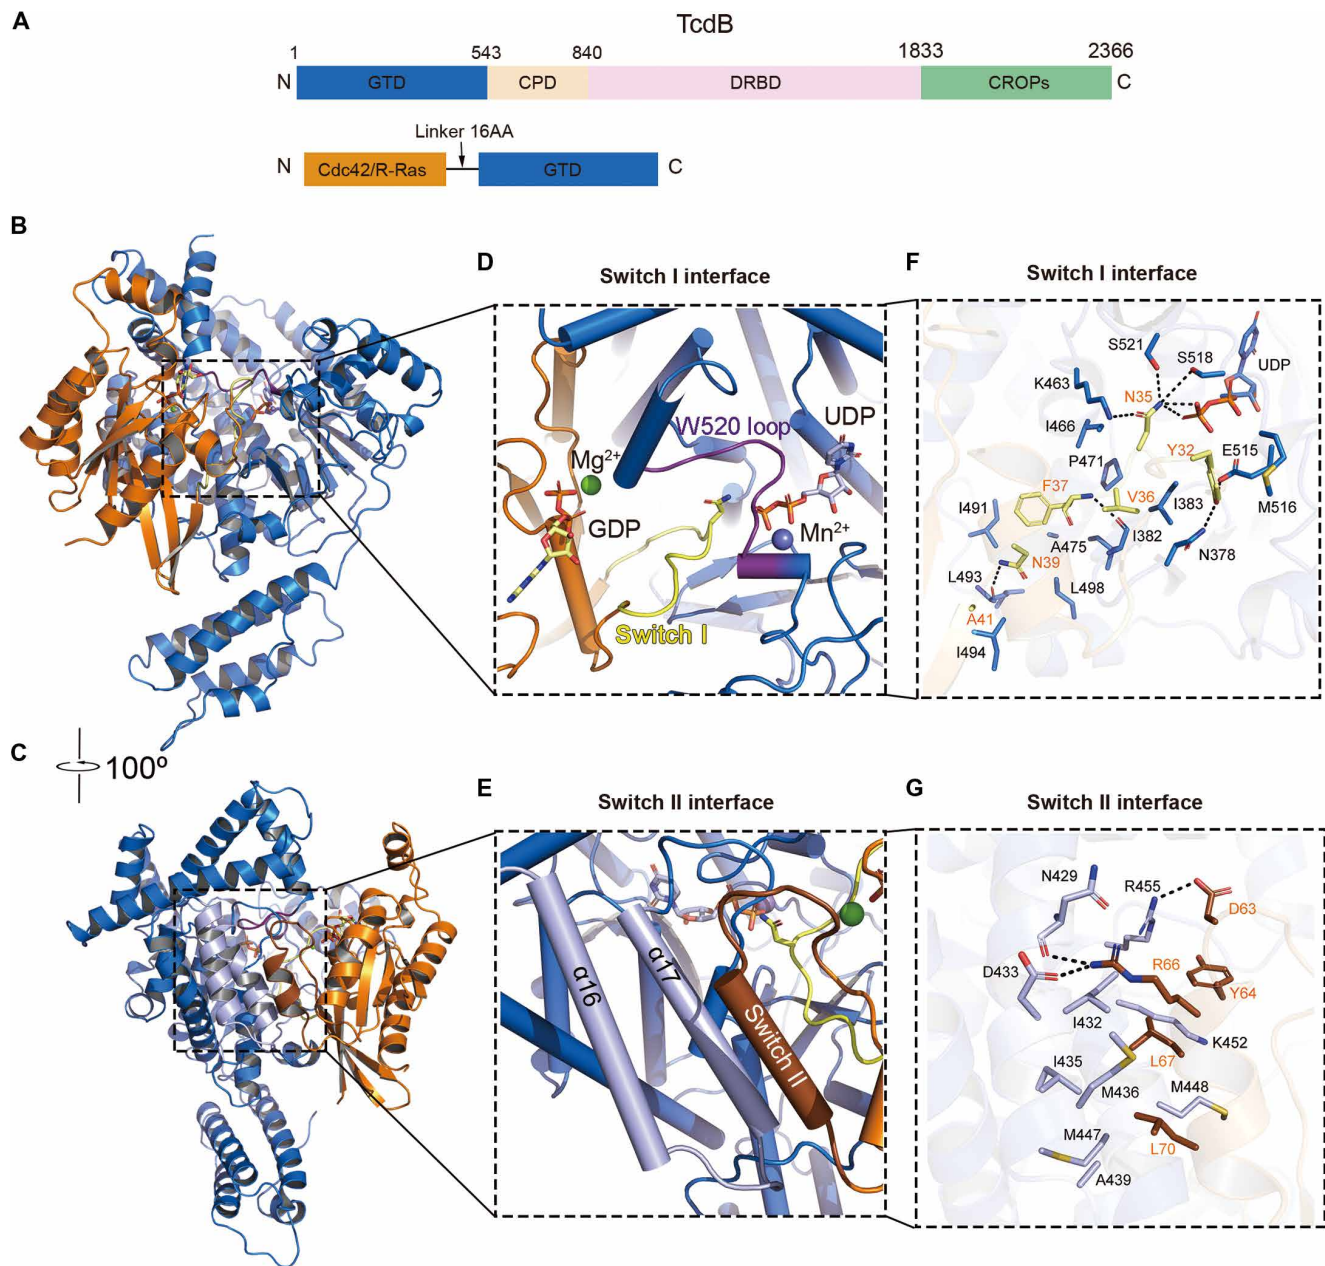 A
TcdB
1 543 840 1833 2366
N GTD CPD DRBD CROPs C
Linker 16AA
N Cdc42/R-Ras GTD C
B
D
Switch I interface
W520 loop
UDP
Mg2+
GDP
Mn2+
Switch I
F
Switch I interface
S521
S518
UDP
K463
N35
I466
Y32
E515
P471
F37
V36
I383
M516
I491
A475
I382
N378
N39
L493
L498
A41
I494
C
100º
E
Switch II interface
α16
α17
Switch II
G
Switch II interface
N429
R455
D63
D433
R66
Y64
I432
K452
I435
L67
M436
M448
M447
L70
A439